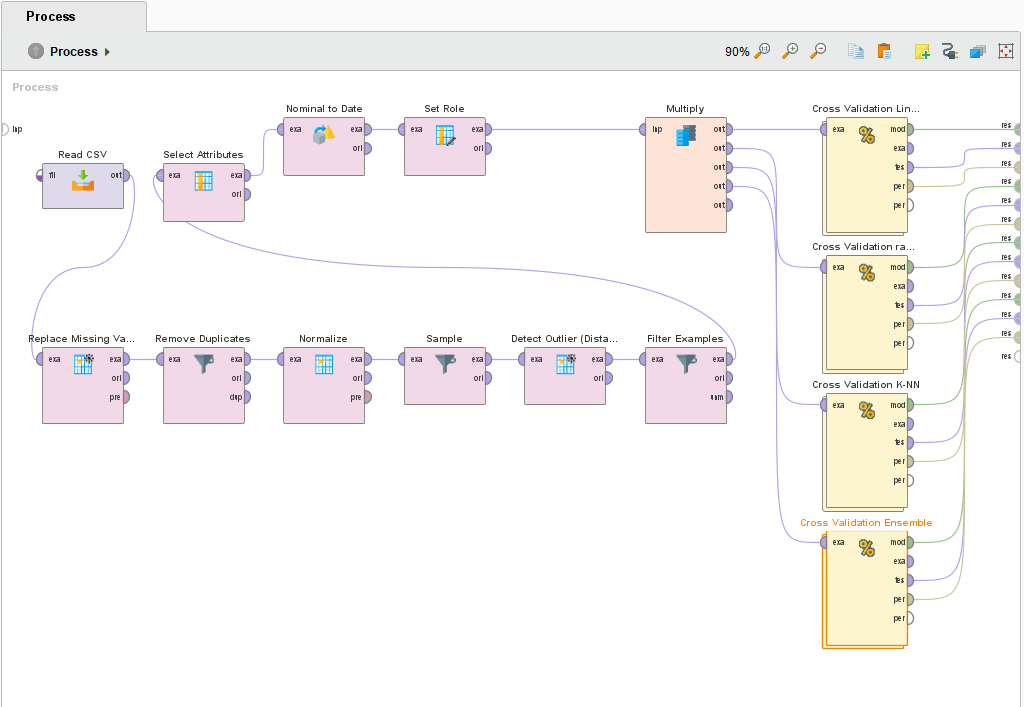 Process
Process
90%
Process
inp
Read CSV
fil
out
Select Attributes
exa
exa
ori
Nominal to Date
exa
exa
ori
Set Role
exa
exa
ori
Multiply
inp
out
out
out
out
out
Cross Validation Lin...
exa
mod
exa
tes
per
per
Cross Validation ra...
exa
mod
exa
tes
per
per
Cross Validation K-NN
exa
mod
exa
tes
per
per
Cross Validation Ensemble
exa
mod
exa
tes
per
per
res
res
res
res
res
res
res
res
res
res
res
res
res
Replace Missing Va...
exa
exa
ori
pre
Remove Duplicates
exa
exa
ori
dup
Normalize
exa
exa
ori
pre
Sample
exa
exa
ori
Detect Outlier (Dista...
exa
exa
ori
Filter Examples
exa
exa
ori
unm